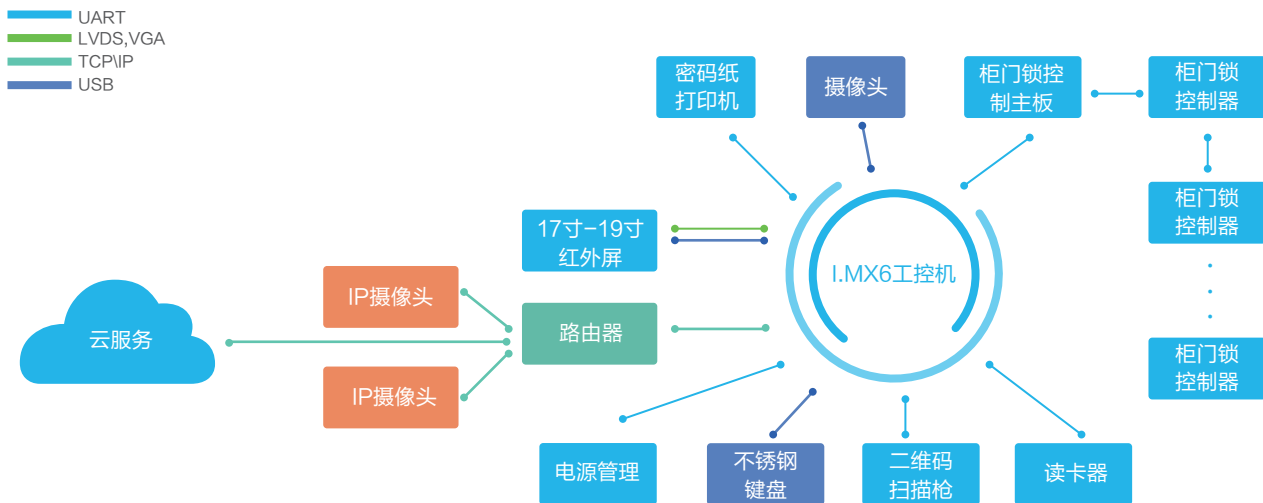 UART
LVDS,VGA
TCP\IP
USB
密码纸
打印机
摄像头
柜门锁控
制主板
柜门锁
控制器
柜门锁
控制器
17寸-19寸
红外屏
I.MX6工控机
IP摄像头
云服务
路由器
柜门锁
控制器
IP摄像头
电源管理
不锈钢
键盘
二维码
扫描枪
读卡器